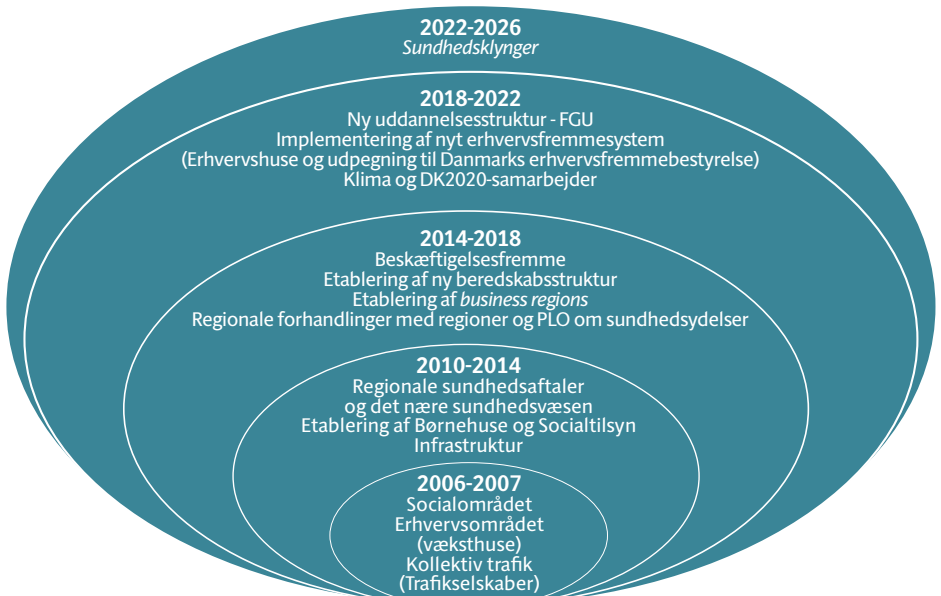 2022-2026
Sundhedsklynger
2018-2022
Ny uddannelsesstruktur - FGU
Implementering af nyt erhvervsfremmesystem
(Erhvervshuse og udpegning til Danmarks erhvervsfremmebestyrelse)
Klima og DK2020-samarbejder
2014-2018
Beskæftigelsesfremme
Etablering af ny beredskabsstruktur
Etablering af business regions
Regionale forhandlinger med regioner og PLO om sundhedsydelser
2010-2014
Regionale sundhedsaftaler
og det nære sundhedsvæsen
Etablering af Børnehuse og Socialtilsyn
Infrastruktur
2006-2007
Socialområdet
Erhvervsområdet
(væksthuse)
Kollektiv trafik
(Trafikselskaber)